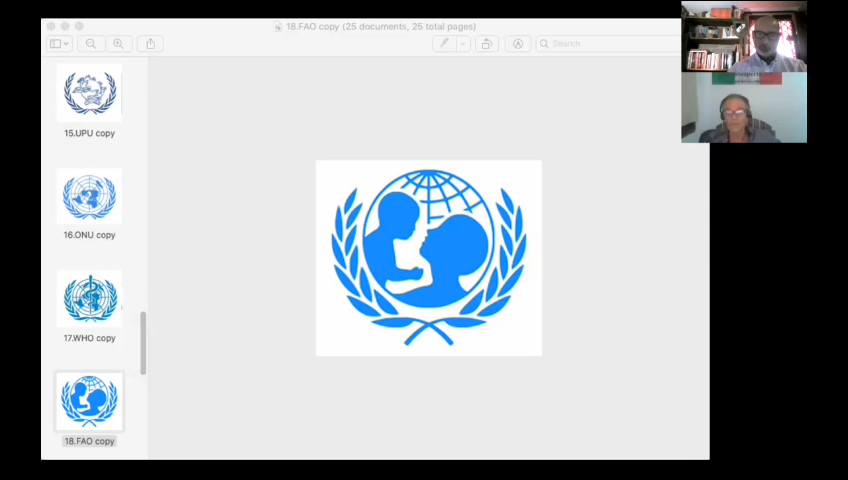 18.FAO copy (25 documents, 25 total pages)
Search
15.UPU copy
16.ONU copy
17.WHO copy
18.FAO copy